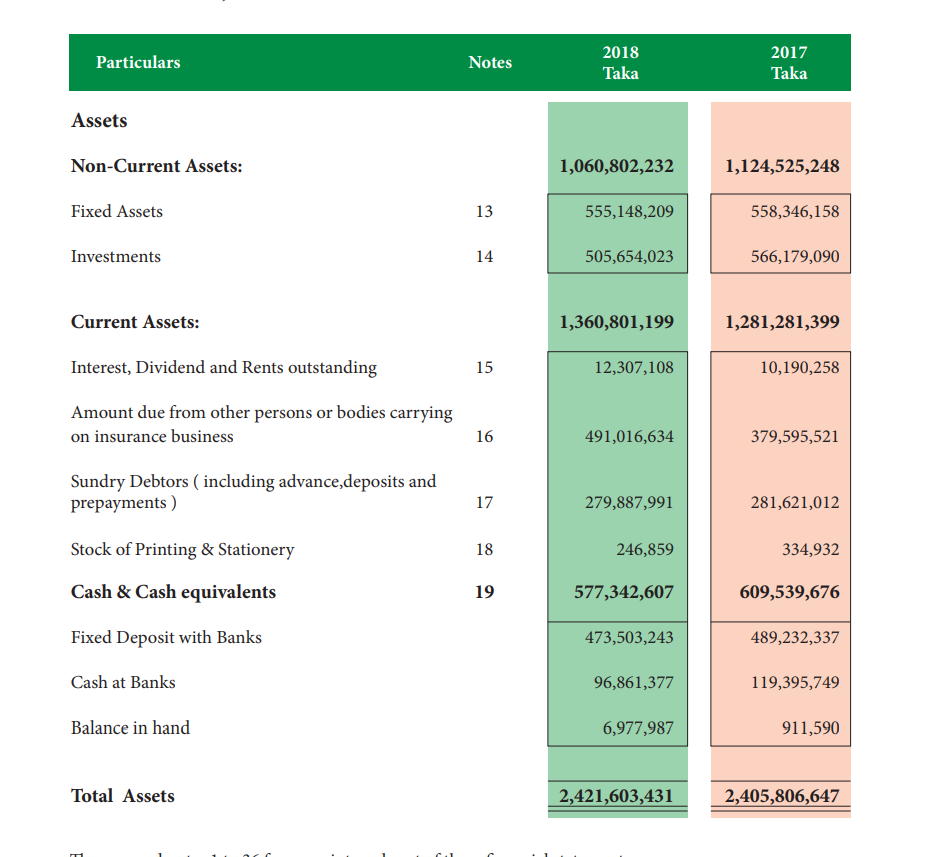 Particulars Notes 2018 Taka 2017 Taka
Assets
Non-Current Assets: 1,060,802,232 1,124,525,248
Fixed Assets 13 555,148,209 558,346,158
Investments 14 505,654,023 566,179,090
Current Assets: 1,360,801,199 1,281,281,399
Interest, Dividend and Rents outstanding 15 12,307,108 10,190,258
Amount due from other persons or bodies carrying
on insurance business 16 491,016,634 379,595,521
Sundry Debtors ( including advance,deposits and
prepayments ) 17 279,887,991 281,621,012
Stock of Printing & Stationery 18 246,859 334,932
Cash & Cash equivalents 19 577,342,607 609,539,676
Fixed Deposit with Banks 473,503,243 489,232,337
Cash at Banks 96,861,377 119,395,749
Balance in hand 6,977,987 911,590
Total Assets 2,421,603,431 2,405,806,647